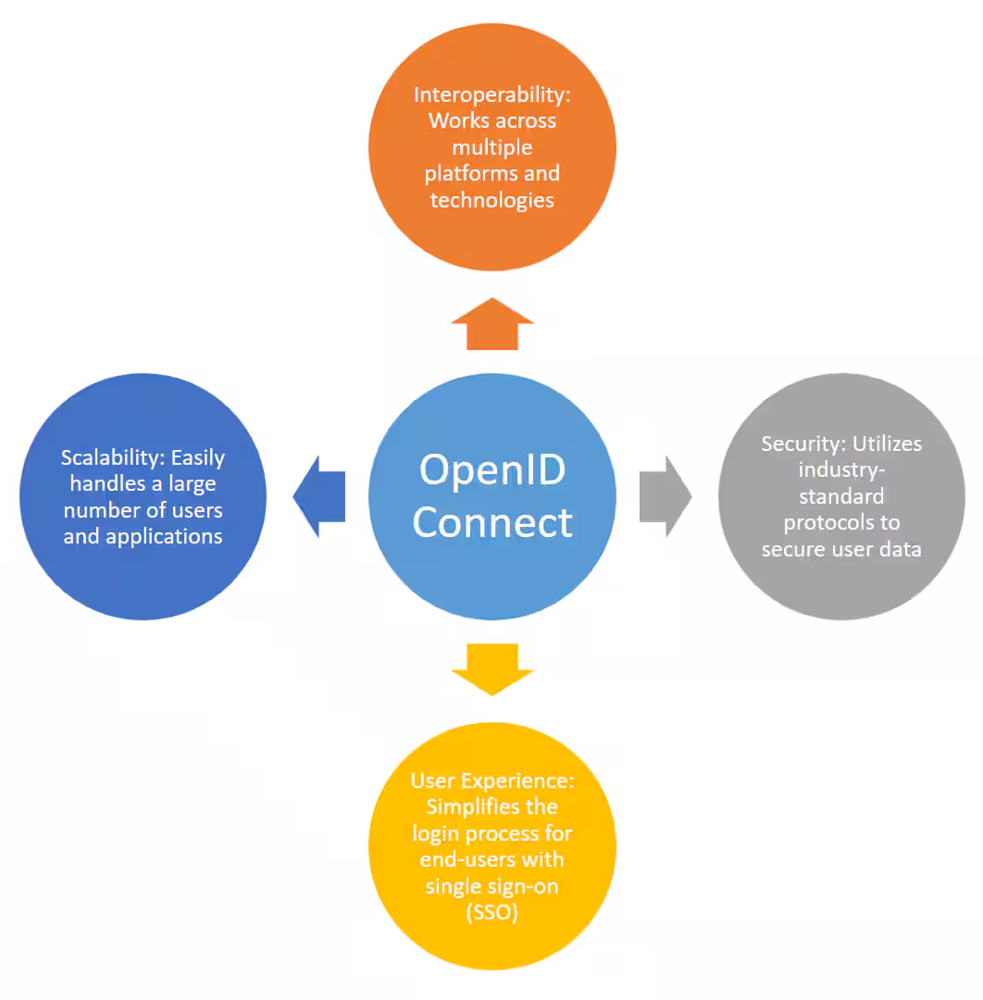 Interoperability:
Works across
multiple
platforms and
technologies
Scalability: Easily
handles a large
number of users
and applications
OpenID
Connect
Security: Utilizes
industry-
standard
protocols to
secure user data
User Experience:
Simplifies the
login process for
end-users with
single sign-on
(SSO)